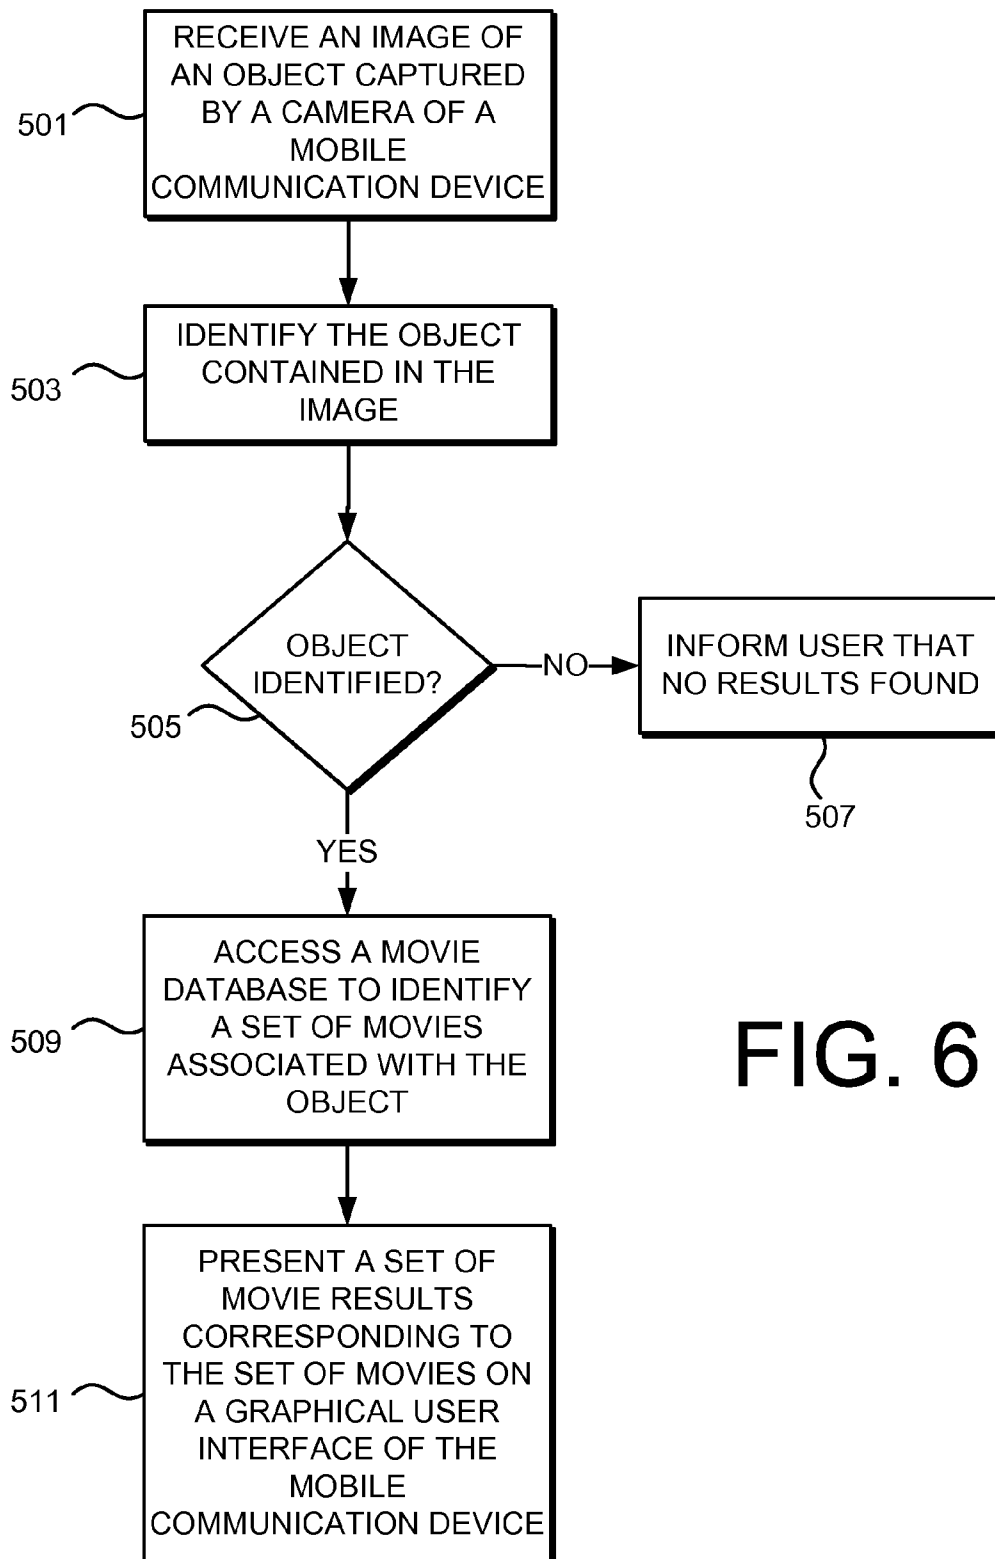 RECEIVE AN IMAGE OF
AN OBJECT CAPTURED
BY A CAMERA OF A
MOBILE
COMMUNICATION DEVICE
501
IDENTIFY THE OBJECT
CONTAINED IN THE
IMAGE
503
OBJECT
IDENTIFIED?
505
NO
INFORM USER THAT
NO RESULTS FOUND
507
YES
ACCESS A MOVIE
DATABASE TO IDENTIFY
A SET OF MOVIES
ASSOCIATED WITH THE
OBJECT
509
FIG. 6
PRESENT A SET OF
MOVIE RESULTS
CORRESPONDING TO
THE SET OF MOVIES ON
A GRAPHICAL USER
INTERFACE OF THE
MOBILE
COMMUNICATION DEVICE
511